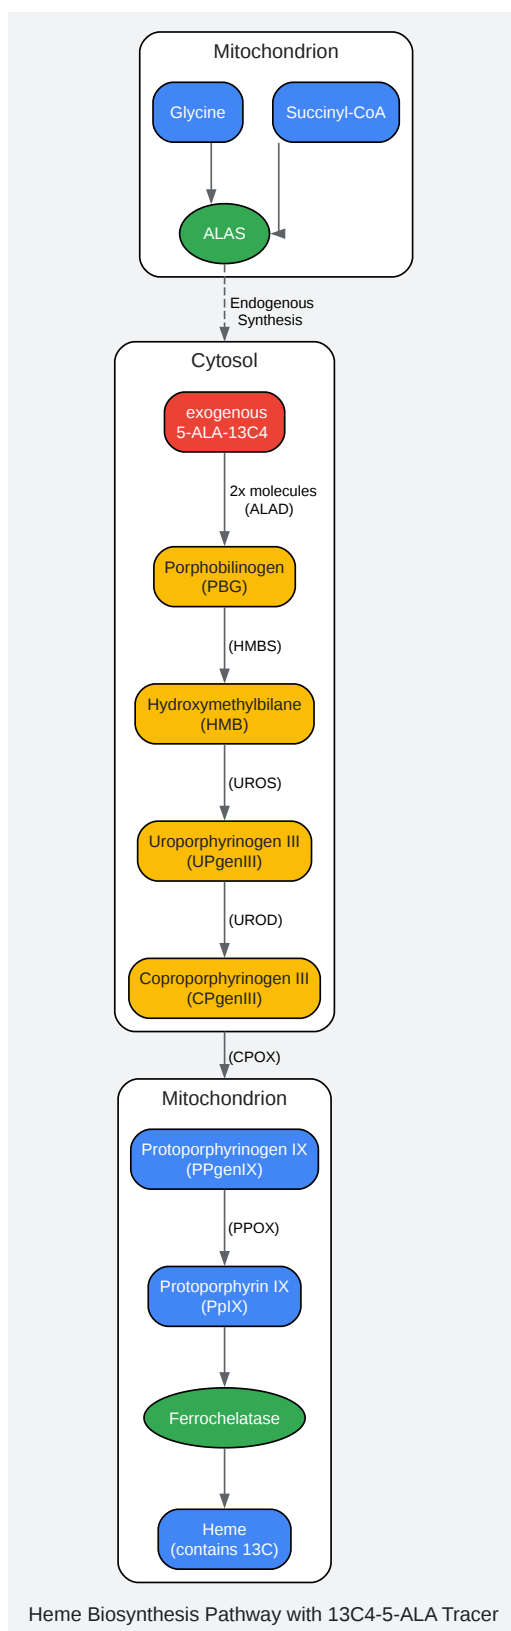 Mitochondrion
Glycine
Succinyl-CoA
ALAS
Endogenous
Synthesis
Cytosol
exogenous
5-ALA-13C4
2x molecules
(ALAD)
Porphobilinogen
(PBG)
(HMBS)
Hydroxymethylbilane
(HMB)
(UROS)
Uroporphyrinogen III
(UPgenIII)
(UROD)
Coproporphyrinogen III
(CPgenIII)
(CPOX)
Mitochondrion
Protoporphyrinogen IX
(PPgenIX)
(PPOX)
Protoporphyrin IX
(PpIX)
Ferrochelatase
Heme
(contains 13C)
Heme Biosynthesis Pathway with 13C4-5-ALA Tracer